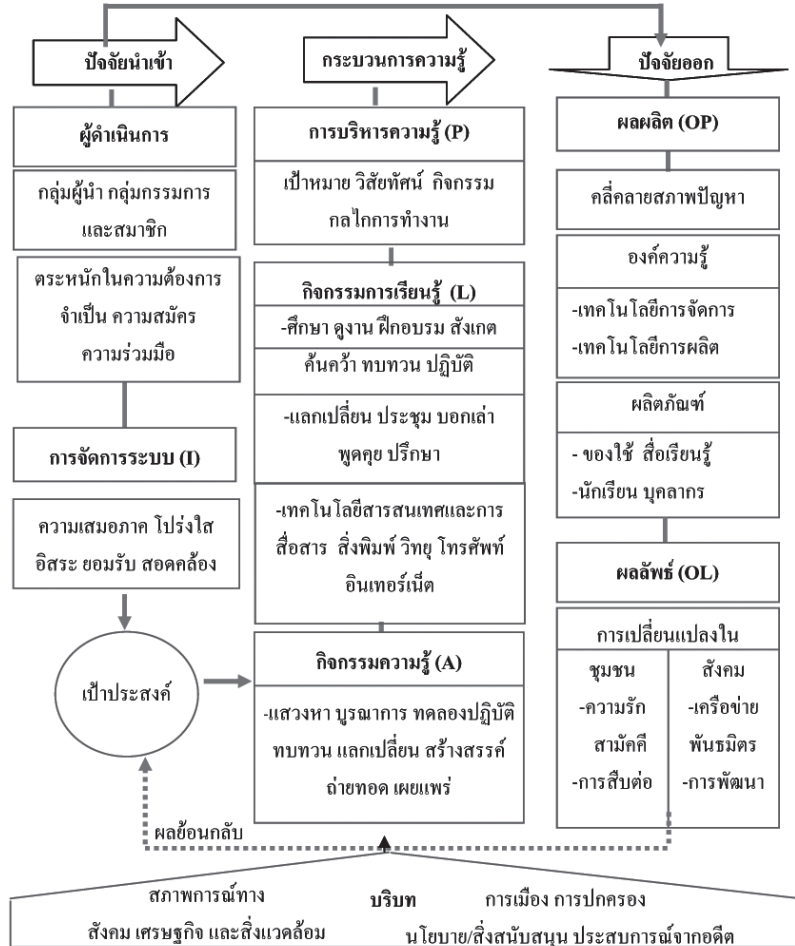 ปัจจัยนำเข้า
ผู้ดำเนินการ
กลุ่มผู้นำ กลุ่มกรรมการ
และสมาชิก
ตระหนักในความต้องการ
จำเป็น ความสมัคร
ความร่วมมือ
การจัดการระบบ (I)
ความเสมอภาค โปร่งใส
อิสระ ยอมรับ สอดคล้อง
เป้าประสงค์
กระบวนการความรู้
การบริหารความรู้ (P)
เป้าหมาย วิสัยทัศน์ กิจกรรม
กลไกการทำงาน
กิจกรรมการเรียนรู้ (L)
-ศึกษา ดูงาน ฝึกอบรม สังเกต
ค้นคว้า ทบทวน ปฏิบัติ
-แลกเปลี่ยน ประชุม บอกเล่า
พูดคุย ปรึกษา
-เทคโนโลยีสารสนเทศและการ
สื่อสาร สิ่งพิมพ์ วิทยุ โทรศัพท์
อินเทอร์เน็ต
กิจกรรมความรู้ (A)
-แสวงหา บูรณาการ ทดลองปฏิบัติ
ทบทวน แลกเปลี่ยน สร้างสรรค์
ถ่ายทอด เผยแพร่
ปัจจัยออก
ผลผลิต (OP)
คลี่คลายสภาพปัญหา
องค์ความรู้
-เทคโนโลยีการจัดการ
-เทคโนโลยีการผลิต
ผลิตภัณฑ์
- ของใช้ สื่อเรียนรู้
-นักเรียน บุคลากร
ผลลัพธ์ (OL)
การเปลี่ยนแปลงใน
ชุมชน
-ความรัก
สามัคคี
-การสืบต่อ
สังคม
-เครือข่าย
พันธมิตร
-การพัฒนา
ผลย้อนกลับ
สภาพการณ์ทาง บริบท การเมือง การปกครอง
สังคม เศรษฐกิจ และสิ่งแวดล้อม นโยบาย/สิ่งสนับสนุน ประสบการณ์จากอดีต